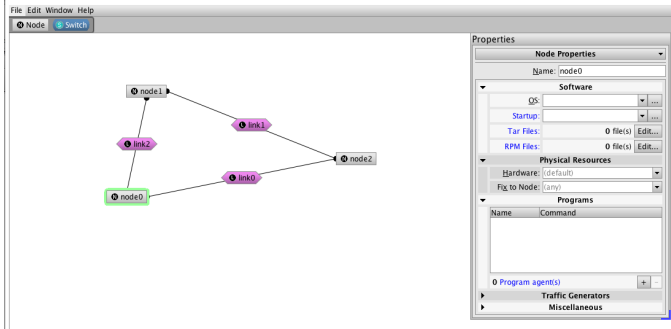 File Edit Window Help
N Node S Switch
Properties
Node Properties
Name: node0
Software
OS:
...
Startup:
...
Tar Files: 0 file(s) Edit...
RPM Files: 0 file(s) Edit...
Physical Resources
Hardware: (default)
Fix to Node: (any)
Programs
Name Command
0 Program agent(s) + -
Traffic Generators
Miscellaneous
N node1
L link1
L link2
N node2
L link0
N node0